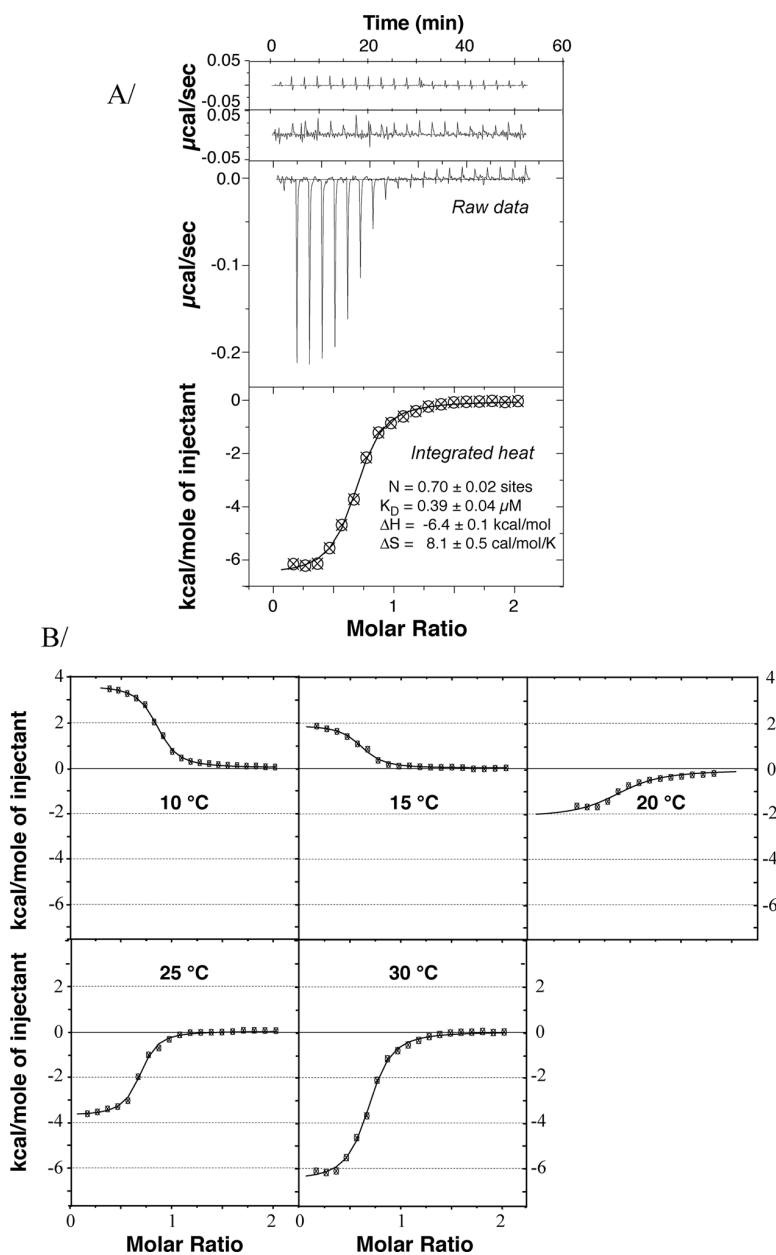 Time (min)
0 20 40 60
A/
0.05
-0.05
µcal/sec
0.05
-0.05
0.0
Raw data
-0.1
µcal/sec
-0.2
0
-2
Integrated heat
N = 0.70 ± 0.02 sites
-4
K_D = 0.39 ± 0.04 µM
ΔH = -6.4 ± 0.1 kcal/mol
ΔS = 8.1 ± 0.5 cal/mol/K
-6
kcal/mole of injectant
0 1 2
Molar Ratio
B/
4 4
2 2
0 0
10 °C 15 °C 20 °C
-2 -2
-4 -4
-6 -6
kcal/mole of injectant
25 °C 30 °C
2 2
0 0
-2 -2
-4 -4
-6 -6
kcal/mole of injectant
0 1 2 0 1 2
Molar Ratio Molar Ratio